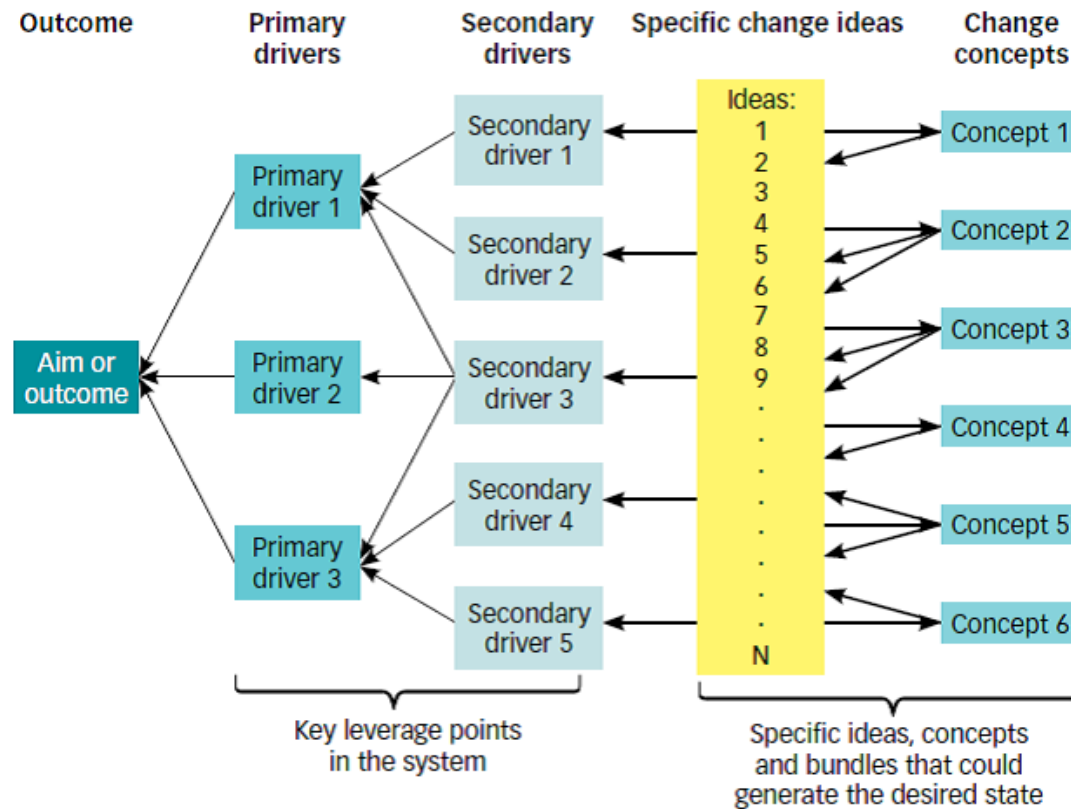 Outcome
Primary
drivers
Secondary
drivers
Specific change ideas
Change
concepts
Aim or
outcome
Primary
driver 1
Primary
driver 2
Primary
driver 3
Secondary
driver 1
Secondary
driver 2
Secondary
driver 3
Secondary
driver 4
Secondary
driver 5
Ideas:
1
2
3
4
5
6
7
8
9
.
.
.
.
.
.
.
.
N
Concept 1
Concept 2
Concept 3
Concept 4
Concept 5
Concept 6
Key leverage points
in the system
Specific ideas, concepts
and bundles that could
generate the desired state